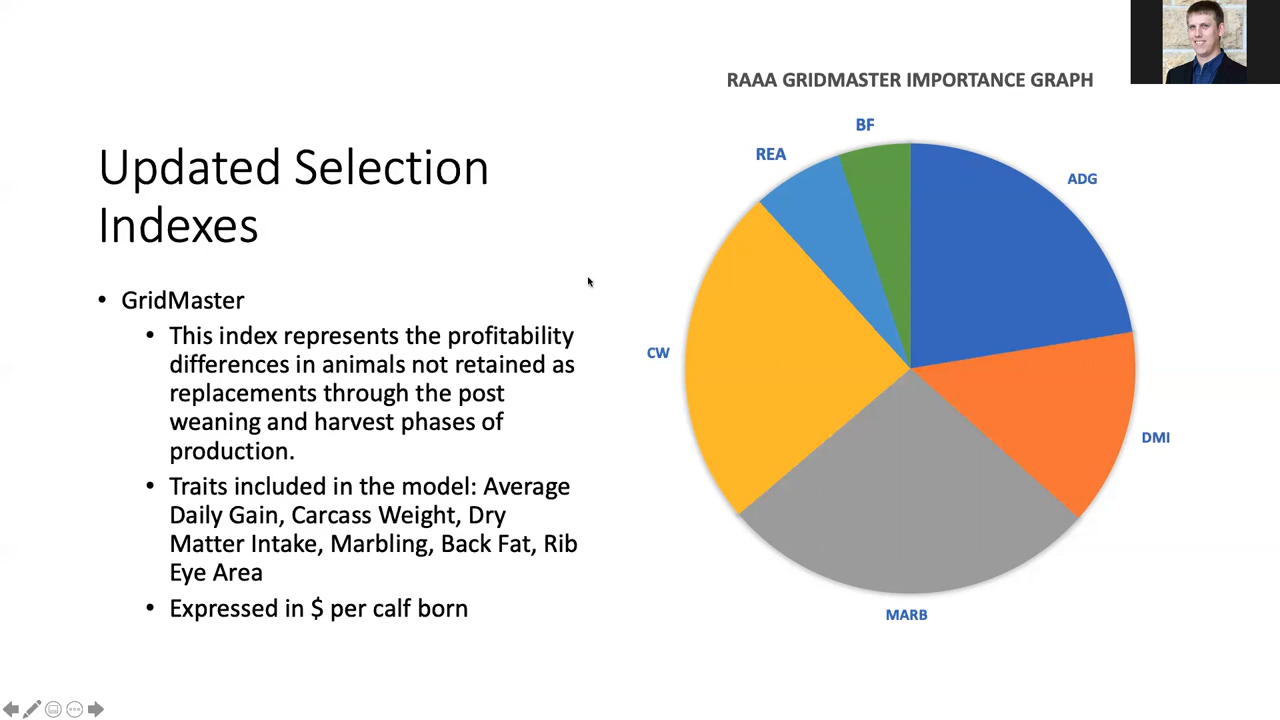 Updated Selection
Indexes
• GridMaster
• This index represents the profitability
differences in animals not retained as
replacements through the post
weaning and harvest phases of
production.
• Traits included in the model: Average
Daily Gain, Carcass Weight, Dry
Matter Intake, Marbling, Back Fat, Rib
Eye Area
• Expressed in $ per calf born
RAAA GRIDMASTER IMPORTANCE GRAPH
BF
REA
ADG
CW
DMI
MARB